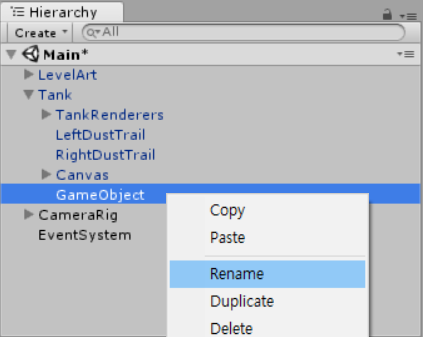 Hierarchy
Create All
Main*
LevelArt
Tank
TankRenderers
LeftDustTrail
RightDustTrail
Canvas
GameObject
CameraRig
EventSystem
Copy
Paste
Rename
Duplicate
Delete